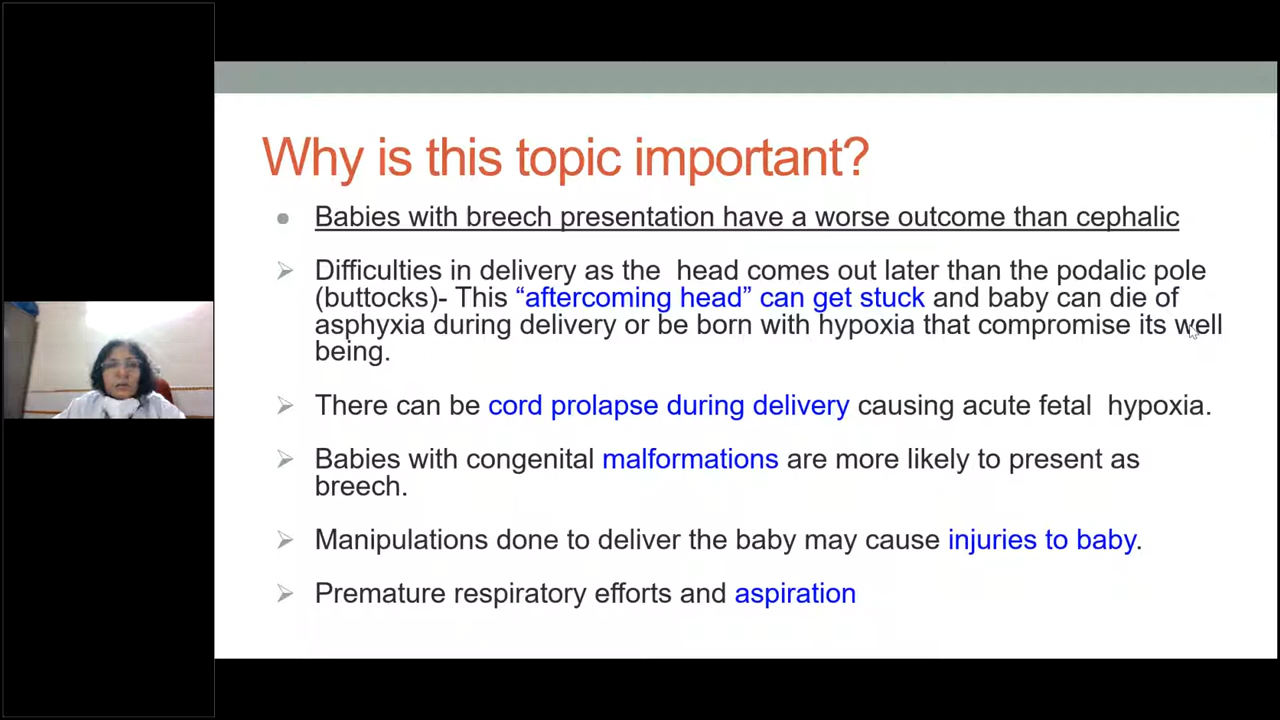 Why is this topic important?
Babies with breech presentation have a worse outcome than cephalic
Difficulties in delivery as the head comes out later than the podalic pole
(buttocks)- This “aftercoming head” can get stuck and baby can die of
asphyxia during delivery or be born with hypoxia that compromise its well
being.
There can be cord prolapse during delivery causing acute fetal hypoxia.
Babies with congenital malformations are more likely to present as
breech.
Manipulations done to deliver the baby may cause injuries to baby.
Premature respiratory efforts and aspiration